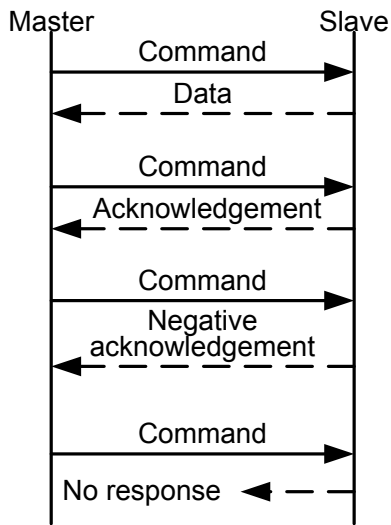 Master Slave
Command
Data
Command
Acknowledgement
Command
Negative
acknowledgement
Command
No response